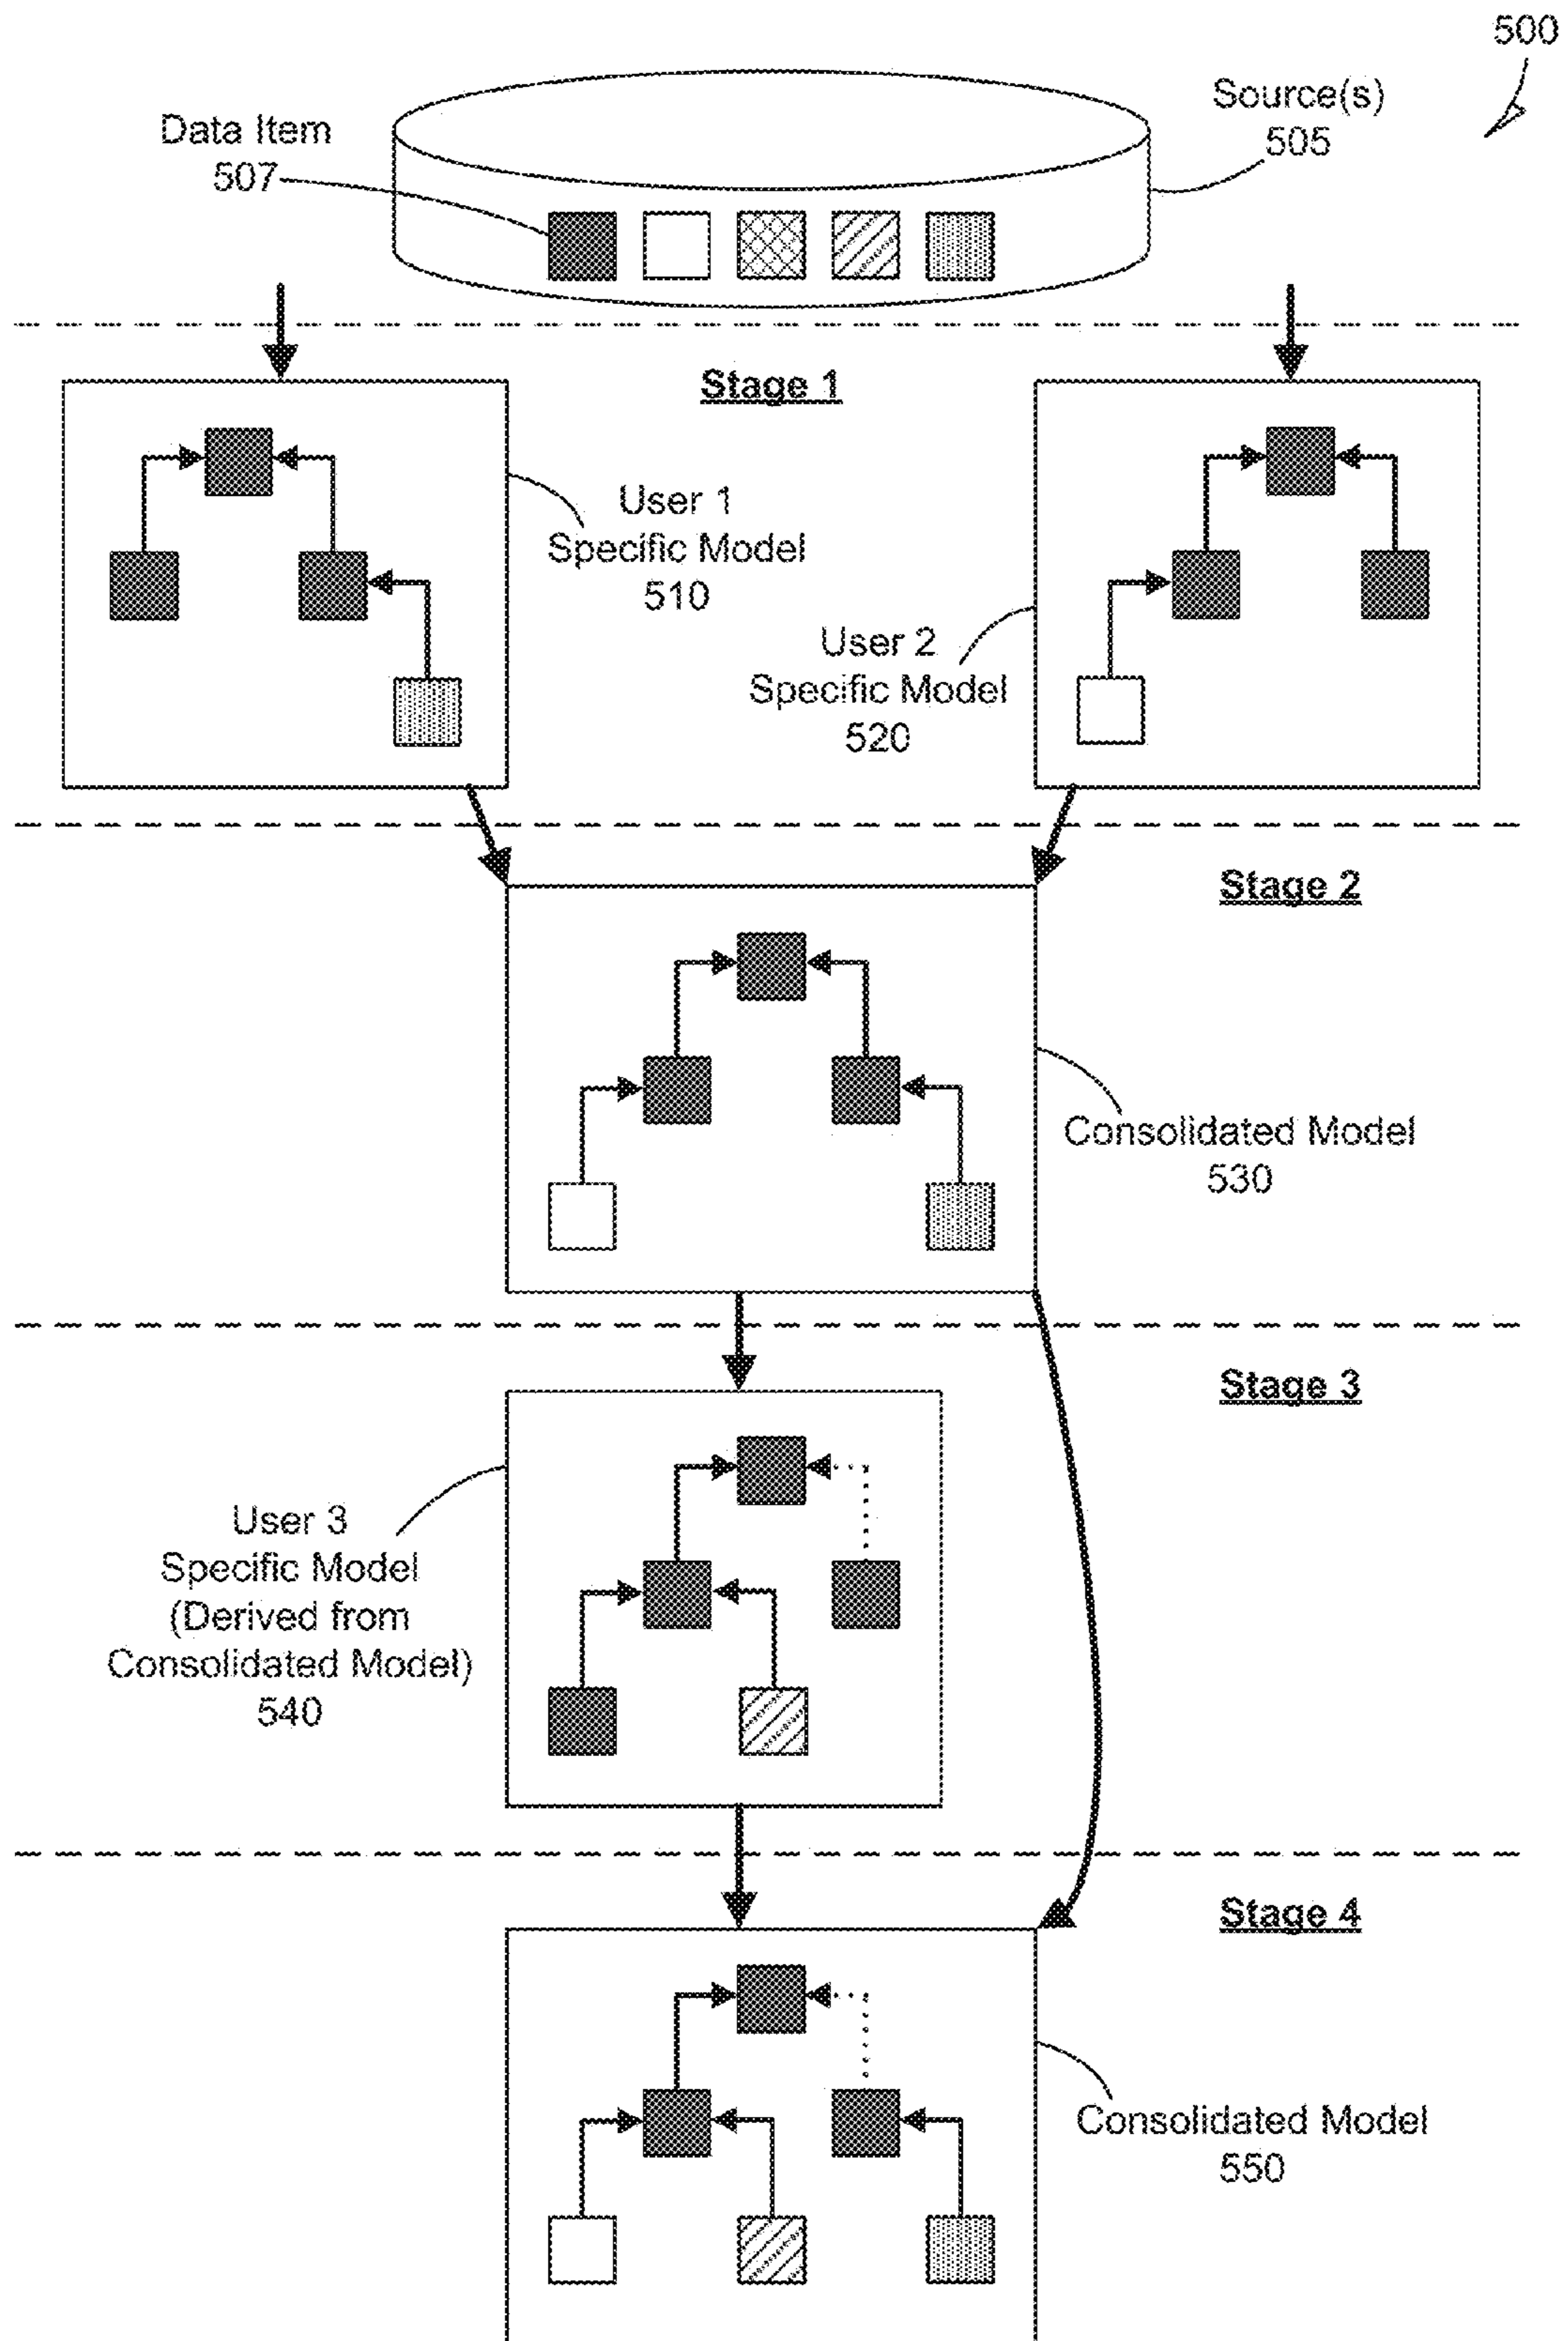 500
Source(s)
505
Data Item
507
Stage 1
User 1
Specific Model
510
User 2
Specific Model
520
Stage 2
Consolidated Model
530
Stage 3
User 3
Specific Model
(Derived from
Consolidated Model)
540
Stage 4
Consolidated Model
550